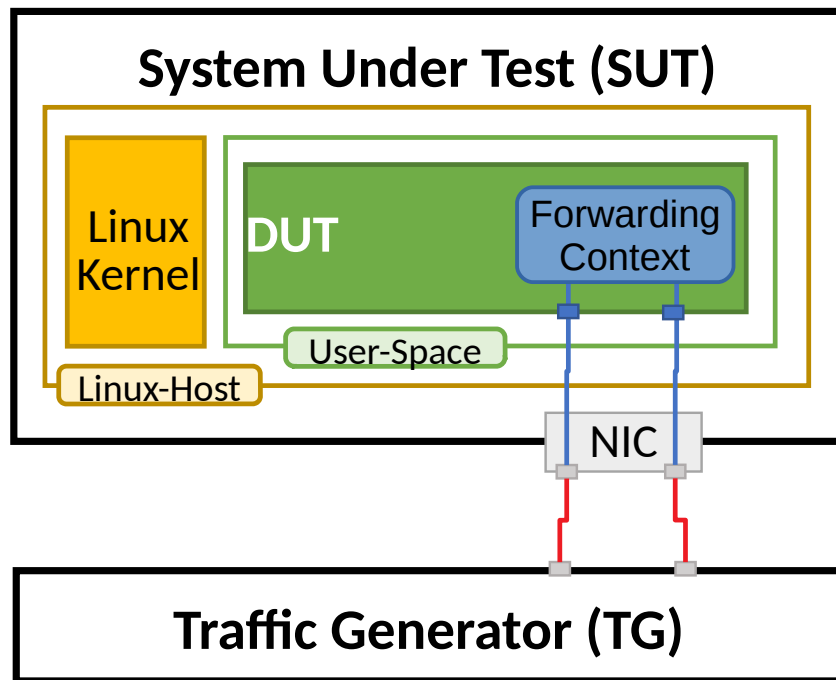 System Under Test (SUT)
Linux
Kernel
DUT
Forwarding
Context
User-Space
Linux-Host
NIC
Traffic Generator (TG)